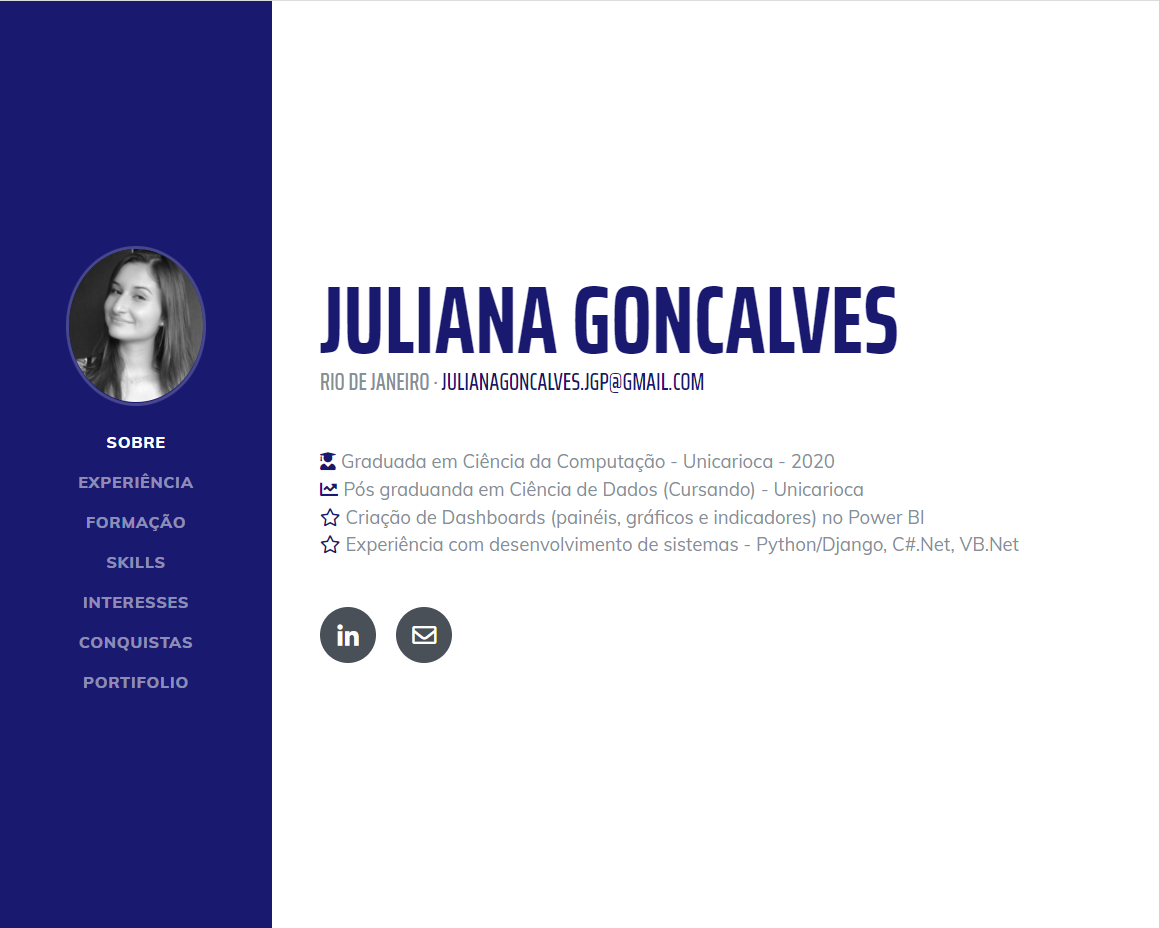 SOBRE
EXPERIÊNCIA
FORMAÇÃO
SKILLS
INTERESSES
CONQUISTAS
PORTIFOLIO
JULIANA GONCALVES
RIO DE JANEIRO · JULIANAGONCALVES.JGP@GMAIL.COM
Graduada em Ciência da Computação - Unicarioca - 2020
Pós graduanda em Ciência de Dados (Cursando) - Unicarioca
Criação de Dashboards (painéis, gráficos e indicadores) no Power BI
Experiência com desenvolvimento de sistemas - Python/Django, C#.Net, VB.Net
in